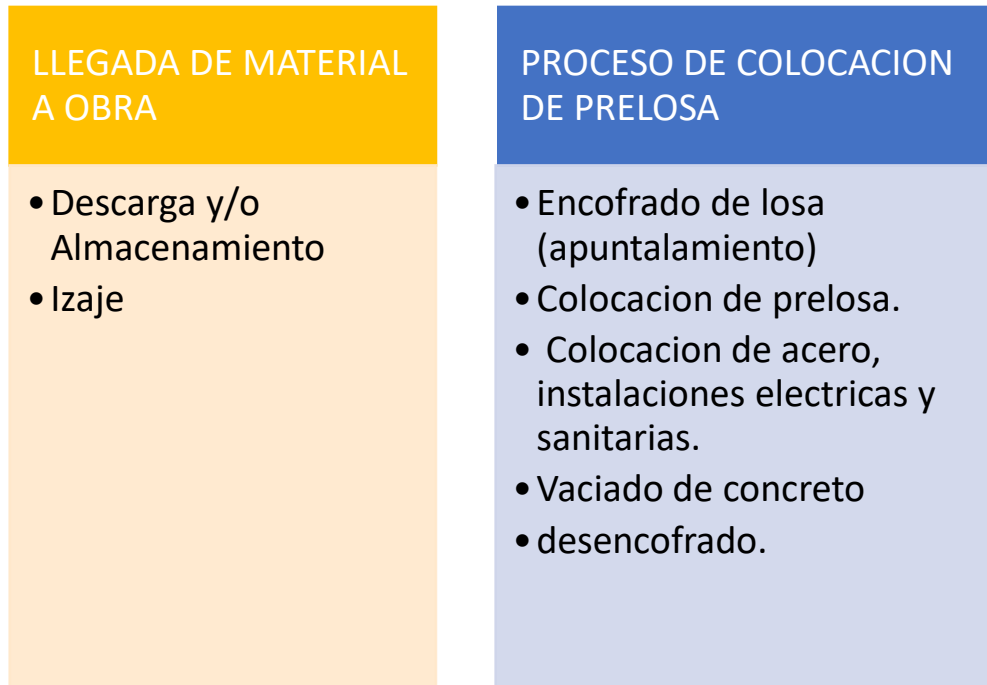 LLEGADA DE MATERIAL
A OBRA
• Descarga y/o
Almacenamiento
• Izaje
PROCESO DE COLOCACION
DE PRELOSA
• Encofrado de losa
(apuntalamiento)
• Colocacion de prelosa.
• Colocacion de acero,
instalaciones electricas y
sanitarias.
• Vaciado de concreto
• desencofrado.